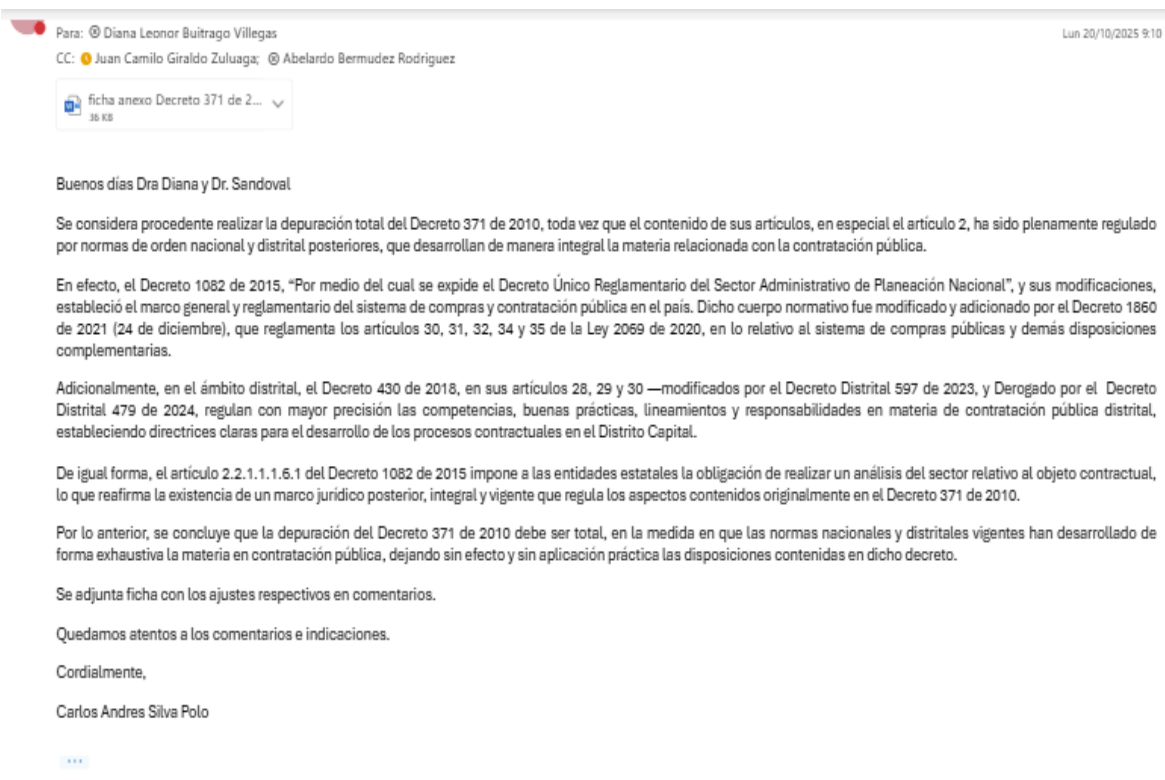 Para: Diana Leonor Buitrago Villegas
Lun 20/10/2025 9:10
CC: Juan Camilo Giraldo Zuluaga; Abelardo Bermudez Rodriguez
ficha anexo Decreto 371 de 2...
36 KB
Buenos días Dra Diana y Dr. Sandoval
Se considera procedente realizar la depuración total del Decreto 371 de 2010, toda vez que el contenido de sus artículos, en especial el artículo 2, ha sido plenamente regulado
por normas de orden nacional y distrital posteriores, que desarrollan de manera integral la materia relacionada con la contratación pública.
En efecto, el Decreto 1082 de 2015, “Por medio del cual se expide el Decreto Único Reglamentario del Sector Administrativo de Planeación Nacional”, y sus modificaciones,
estableció el marco general y reglamentario del sistema de compras y contratación pública en el país. Dicho cuerpo normativo fue modificado y adicionado por el Decreto 1860
de 2021 (24 de diciembre), que reglamenta los artículos 30, 31, 32, 34 y 35 de la Ley 2069 de 2020, en lo relativo al sistema de compras públicas y demás disposiciones
complementarias.
Adicionalmente, en el ámbito distrital, el Decreto 430 de 2018, en sus artículos 28, 29 y 30 —modificados por el Decreto Distrital 597 de 2023, y Derogado por el Decreto
Distrital 479 de 2024, regulan con mayor precisión las competencias, buenas prácticas, lineamientos y responsabilidades en materia de contratación pública distrital,
estableciendo directrices claras para el desarrollo de los procesos contractuales en el Distrito Capital.
De igual forma, el artículo 2.2.1.1.1.6.1 del Decreto 1082 de 2015 impone a las entidades estatales la obligación de realizar un análisis del sector relativo al objeto contractual,
lo que reafirma la existencia de un marco jurídico posterior, integral y vigente que regula los aspectos contenidos originalmente en el Decreto 371 de 2010.
Por lo anterior, se concluye que la depuración del Decreto 371 de 2010 debe ser total, en la medida en que las normas nacionales y distritales vigentes han desarrollado de
forma exhaustiva la materia en contratación pública, dejando sin efecto y sin aplicación práctica las disposiciones contenidas en dicho decreto.
Se adjunta ficha con los ajustes respectivos en comentarios.
Quedamos atentos a los comentarios e indicaciones.
Cordialmente,
Carlos Andres Silva Polo
...